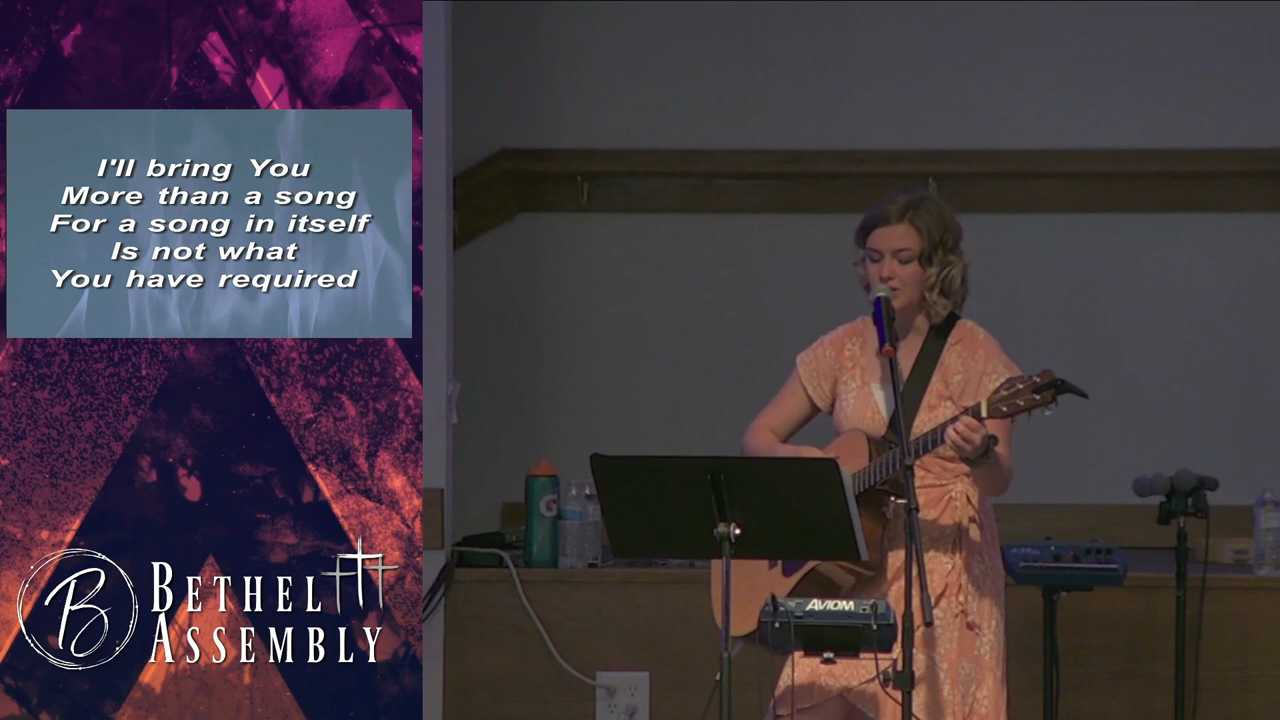 I'll bring You
More than a song
For a song in itself
Is not what
You have required
B
BETHEL
ASSEMBLY
G
AVIOM